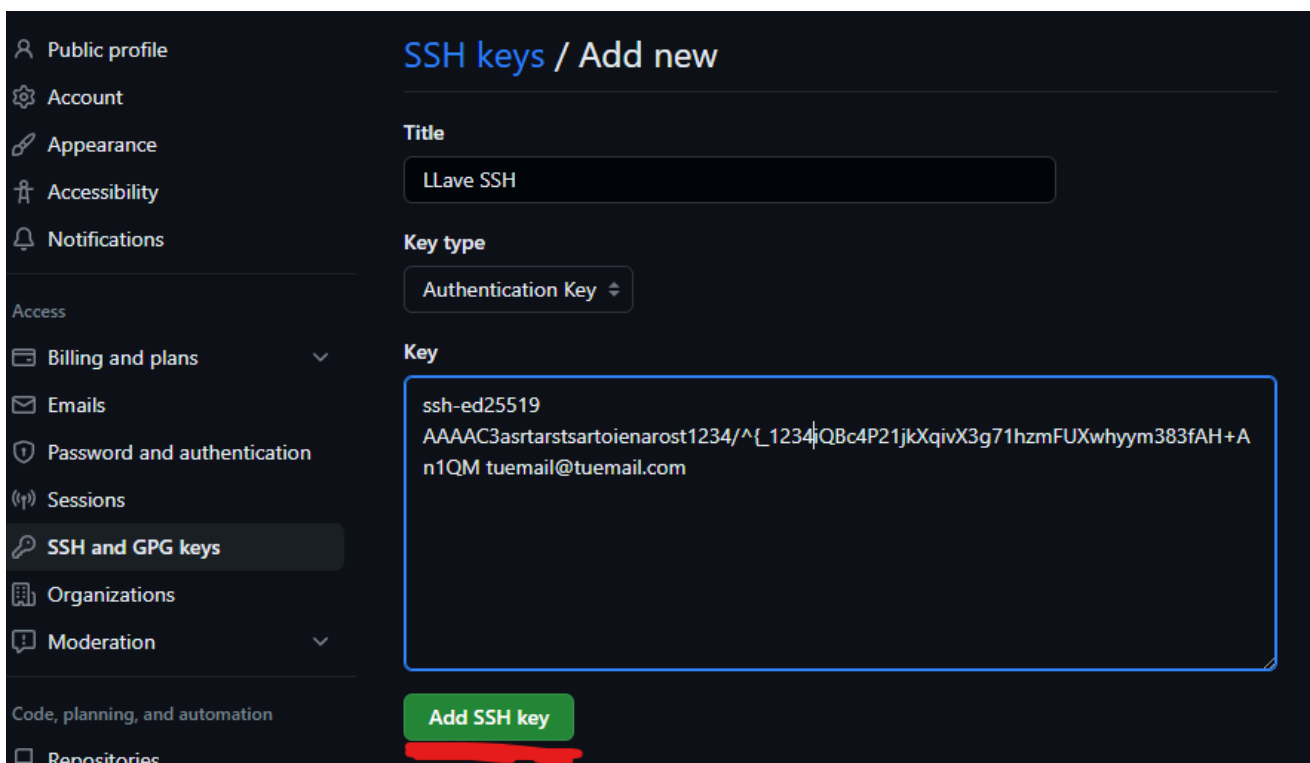 Public profile
Account
Appearance
Accessibility
Notifications
Access
Billing and plans
Emails
Password and authentication
Sessions
SSH and GPG keys
Organizations
Moderation
Code, planning, and automation
Repositories
SSH keys / Add new
Title
LLave SSH
Key type
Authentication Key
Key
ssh-ed25519
AAAAC3asrtarstsartoienarost1234/^{_1234iQBc4P21jkXqivX3g71hzmFUXwhyym383fAH+A
n1QM tuemail@tuemail.com
Add SSH key